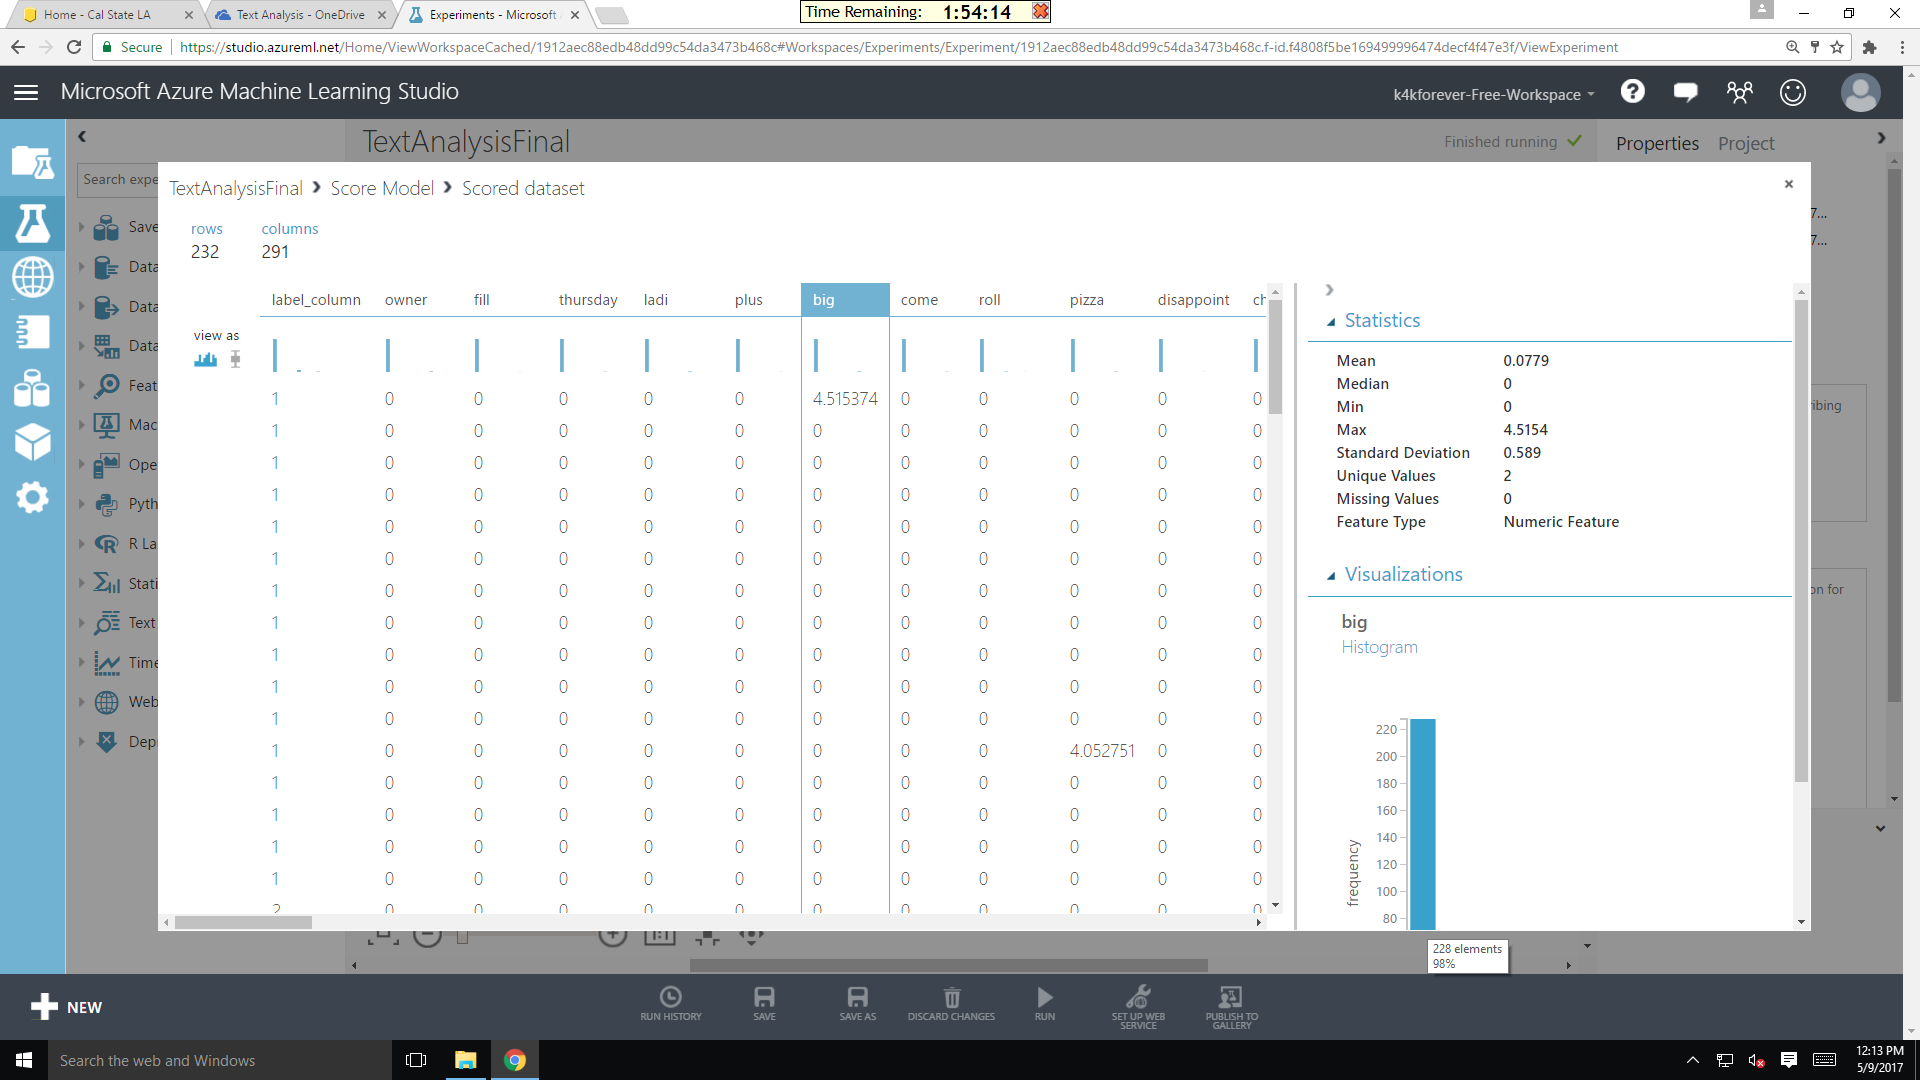 Home - Cal State LA
Text Analysis - OneDrive
Experiments - Microsoft
Time Remaining: 1:54:14
Secure
https://studio.azureml.net/Home/ViewWorkspaceCached/1912aec88edb48dd99c54da3473b468c#Workspaces/Experiments/Experiment/1912aec88edb48dd99c54da3473b468c.f-id.f4808f5be169499996474decf4f47e3f/ViewExperiment
Microsoft Azure Machine Learning Studio
k4kforever-Free-Workspace
TextAnalysisFinal
Finished running
Properties Project
Search expe
TextAnalysisFinal Score Model Scored dataset
rows columns
232 291
Save
Data
Data
Data
Feat
Mac
Ope
Pyth
R La
Stati
Text
Time
Web
Dep
label_column owner fill thursday ladi plus big come roll pizza disappoint ch
view as
1 0 0 0 0 0 4.515374 0 0 0 0 0
1 0 0 0 0 0 0 0 0 0 0 0
1 0 0 0 0 0 0 0 0 0 0 0
1 0 0 0 0 0 0 0 0 0 0 0
1 0 0 0 0 0 0 0 0 0 0 0
1 0 0 0 0 0 0 0 0 0 0 0
1 0 0 0 0 0 0 0 0 0 0 0
1 0 0 0 0 0 0 0 0 0 0 0
1 0 0 0 0 0 0 0 0 0 0 0
1 0 0 0 0 0 0 0 0 0 0 0
1 0 0 0 0 0 0 0 0 0 0 0
1 0 0 0 0 0 0 0 0 4.052751 0 0
1 0 0 0 0 0 0 0 0 0 0 0
1 0 0 0 0 0 0 0 0 0 0 0
1 0 0 0 0 0 0 0 0 0 0 0
1 0 0 0 0 0 0 0 0 0 0 0
2 0 0 0 0 0 0 0 0 0 0 0
Statistics
Mean 0.0779
Median 0
Min 0
Max 4.5154
Standard Deviation 0.589
Unique Values 2
Missing Values 0
Feature Type Numeric Feature
Visualizations
big
Histogram
220
200
180
160
140
120
100
80
frequency
228 elements
98%
7...
7...
ibing
on for
1:1
NEW
RUN HISTORY
SAVE
SAVE AS
DISCARD CHANGES
RUN
SET UP WEB SERVICE
PUBLISH TO GALLERY
Search the web and Windows
12:13 PM
5/9/2017